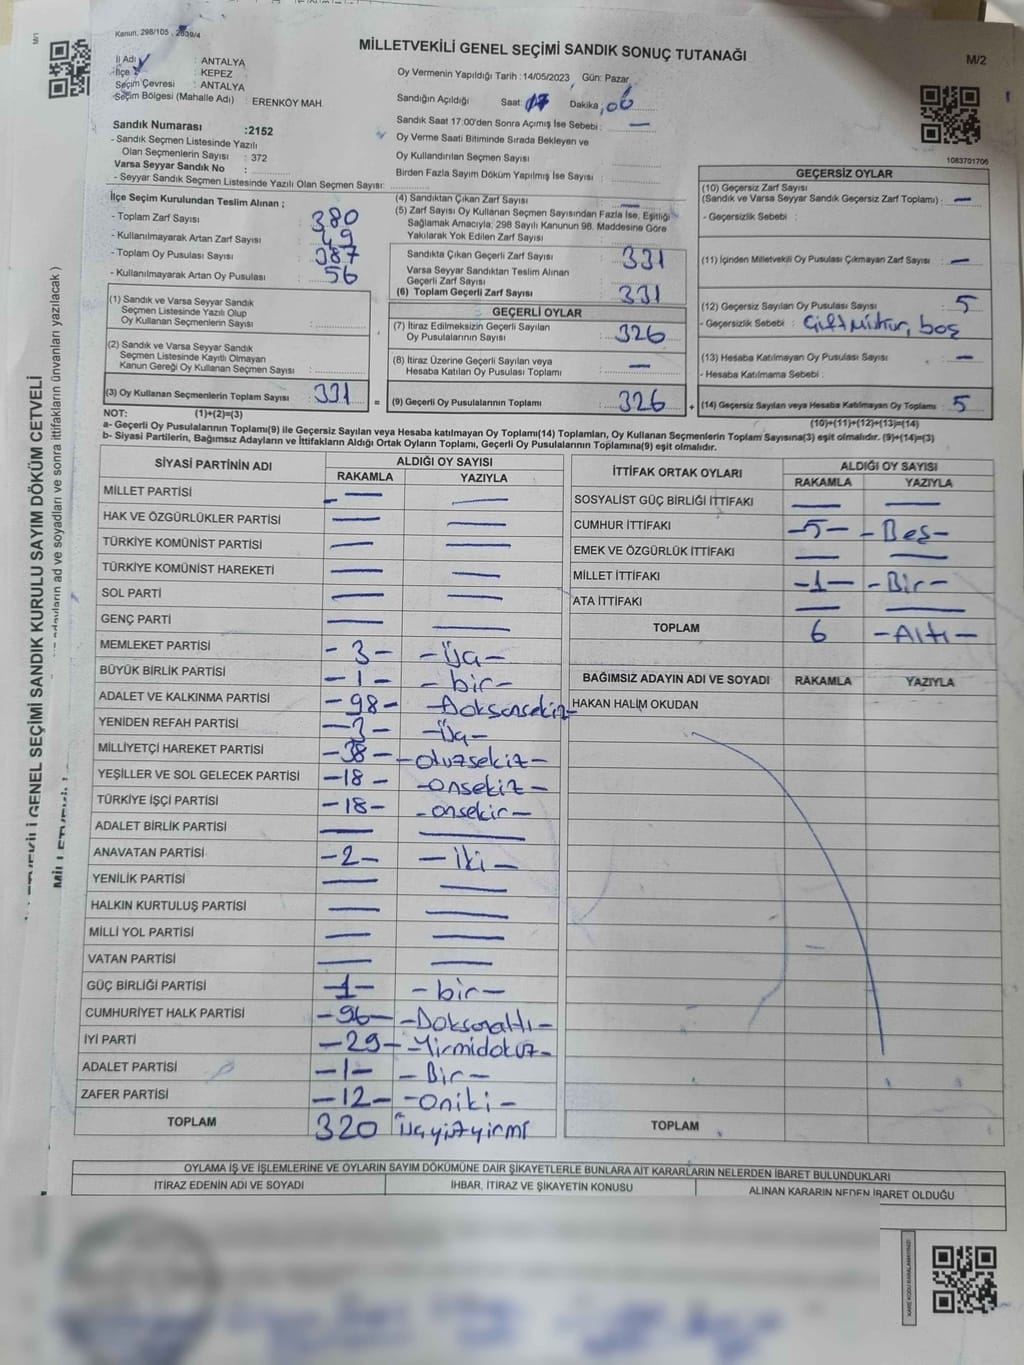 Kanun, 298/105 , 2839/4
MİLLETVEKİLİ GENEL SEÇİMİ SANDIK SONUÇ TUTANAĞI
M/2
İl Adı : ANTALYA
İlçe : KEPEZ
Seçim Çevresi : ANTALYA
Seçim Bölgesi (Mahalle Adı) : ERENKÖY MAH.
Oy Vermenin Yapıldığı Tarih : 14/05/2023 Gün: Pazar
Sandığın Açıldığı Saat 17 Dakika 06
Sandık Saat 17:00'den Sonra Açımış İse Sebebi : —
Oy Verme Saati Bitiminde Sırada Bekleyen ve
Oy Kullandırılan Seçmen Sayısı :
Birden Fazla Sayım Döküm Yapılmış İse Sayısı :
1083701706
Sandık Numarası :2152
- Sandık Seçmen Listesinde Yazılı
Olan Seçmenlerin Sayısı : 372
Varsa Seyyar Sandık No :
- Seyyar Sandık Seçmen Listesinde Yazılı Olan Seçmen Sayısı:
İlçe Seçim Kurulundan Teslim Alınan ;
- Toplam Zarf Sayısı : 380
- Kullanılmayarak Artan Zarf Sayısı : 49
- Toplam Oy Pusulası Sayısı : 387
- Kullanılmayarak Artan Oy Pusulası : 56
(1) Sandık ve Varsa Seyyar Sandık
Seçmen Listesinde Yazılı Olup
Oy Kullanan Seçmenlerin Sayısı :
(2) Sandık ve Varsa Seyyar Sandık
Seçmen Listesinde Kayıtlı Olmayan
Kanun Gereği Oy Kullanan Seçmen Sayısı :
(3) Oy Kullanan Seçmenlerin Toplam Sayısı : 331 =
(4) Sandıktan Çıkan Zarf Sayısı : —
(5) Zarf Sayısı Oy Kullanan Seçmen Sayısından Fazla İse, Eşitliği
Sağlamak Amacıyla, 298 Sayılı Kanunun 98. Maddesine Göre
Yakılarak Yok Edilen Zarf Sayısı :
Sandıkta Çıkan Geçerli Zarf Sayısı : 331
Varsa Seyyar Sandıktan Teslim Alınan
Geçerli Zarf Sayısı :
(6) Toplam Geçerli Zarf Sayısı : 331
GEÇERLİ OYLAR
(7) İtiraz Edilmeksizin Geçerli Sayılan
Oy Pusulalarının Sayısı : 326
(8) İtiraz Üzerine Geçerli Sayılan veya
Hesaba Katılan Oy Pusulası Toplamı : —
(9) Geçerli Oy Pusulalarının Toplamı : 326 +
GEÇERSİZ OYLAR
(10) Geçersiz Zarf Sayısı
(Sandık ve Varsa Seyyar Sandık Geçersiz Zarf Toplamı) : —
- Geçersizlik Sebebi :
(11) İçinden Milletvekili Oy Pusulası Çıkmayan Zarf Sayısı : —
(12) Geçersiz Sayılan Oy Pusulası Sayısı : 5
- Geçersizlik Sebebi : Çift Mühür, boş
(13) Hesaba Katılmayan Oy Pusulası Sayısı : —
- Hesaba Katılmama Sebebi :
(14) Geçersiz Sayılan veya Hesaba Katılmayan Oy Toplamı : 5
NOT: (1)+(2)=(3)
(10)+(11)+(12)+(13)=(14)
a- Geçerli Oy Pusulanın Toplamı(9) ile Geçersiz Sayılan veya Hesaba katılmayan Oy Toplamı(14) Toplamları, Oy Kullanan Seçmenlerin Toplam Sayısına(3) eşit olmalıdır. (9)+(14)=(3)
b- Siyasi Partilerin, Bağımsız Adayların ve İttifakların Aldığı Ortak Oyların Toplamı, Geçerli Oy Pusulalarının Toplamına(9) eşit olmalıdır.
SİYASİ PARTİNİN ADI
ALDIĞI OY SAYISI
RAKAMLA YAZIYLA
MİLLET PARTİSİ — —
HAK VE ÖZGÜRLÜKLER PARTİSİ — —
TÜRKİYE KOMÜNİST PARTİSİ — —
TÜRKİYE KOMÜNİST HAREKETİ — —
SOL PARTİ — —
GENÇ PARTİ — —
MEMLEKET PARTİSİ -3- -Üç-
BÜYÜK BİRLİK PARTİSİ -1- -bir-
ADALET VE KALKINMA PARTİSİ -98- -Doksansekiz-
YENİDEN REFAH PARTİSİ -3- -Üç-
MİLLİYETÇİ HAREKET PARTİSİ -38- -otuzsekiz-
YEŞİLLER VE SOL GELECEK PARTİSİ -18- -onsekiz-
TÜRKİYE İŞÇİ PARTİSİ -18- -onsekiz-
ADALET BİRLİK PARTİSİ — —
ANAVATAN PARTİSİ -2- -İki-
YENİLİK PARTİSİ — —
HALKIN KURTULUŞ PARTİSİ — —
MİLLİ YOL PARTİSİ — —
VATAN PARTİSİ — —
GÜÇ BİRLİĞİ PARTİSİ -1- -bir-
CUMHURİYET HALK PARTİSİ -96- -Doksanaltı-
İYİ PARTİ -29- -Yirmidokuz-
ADALET PARTİSİ -1- -Bir-
ZAFER PARTİSİ -12- -Oniki-
TOPLAM 320 Üçyüzyirmi
İTTİFAK ORTAK OYLARI
ALDIĞI OY SAYISI
RAKAMLA YAZIYLA
SOSYALİST GÜÇ BİRLİĞİ İTTİFAKI — —
CUMHUR İTTİFAKI -5- -Beş-
EMEK VE ÖZGÜRLÜK İTTİFAKI — —
MİLLET İTTİFAKI -1- -Bir-
ATA İTTİFAKI — —
TOPLAM 6 -Altı-
BAĞIMSIZ ADAYIN ADI VE SOYADI RAKAMLA YAZIYLA
HAKAN HALİM OKUDAN
TOPLAM
OYLAMA İŞ VE İŞLEMLERİNE VE OYLARIN SAYIM DÖKÜMÜNE DAİR ŞİKAYETLERLE BUNLARA AİT KARARLARIN NELERDEN İBARET BULUNDUKLARI
İTİRAZ EDENİN ADI VE SOYADI
İHBAR, İTİRAZ VE ŞİKAYETİN KONUSU
ALINAN KARARIN NEDEN İBARET OLDUĞU
GENEL SEÇİMİ SANDIK KURULU SAYIM DÖKÜM CETVELİ
adayların ad ve soyadları ve sonra ittifakların ünvanları yazılacak )